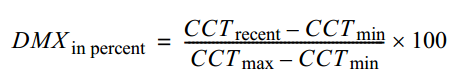 DMX in percent = (CCT recent − CCT min) / (CCT max − CCT min) × 100